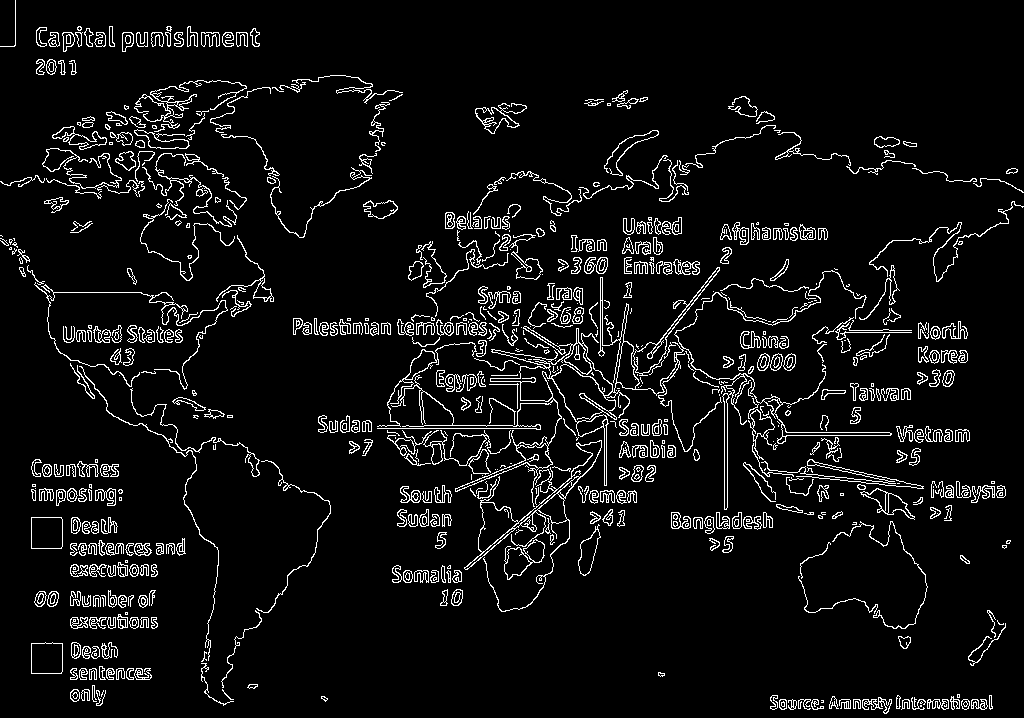 Capital punishment
2011
Belarus
2
Iran
>360
United
Arab
Emirates
1
Afghanistan
2
Syria
>1
Iraq
>68
Palestinian territories
3
United States
43
China
>1,000
North
Korea
>30
Egypt
>1
Taiwan
5
Sudan
>7
Saudi
Arabia
>82
Vietnam
>5
South
Sudan
5
Yemen
>41
Malaysia
>1
Bangladesh
>5
Somalia
10
Countries
imposing:
Death
sentences and
executions
00 Number of
executions
Death
sentences
only
Source: Amnesty International